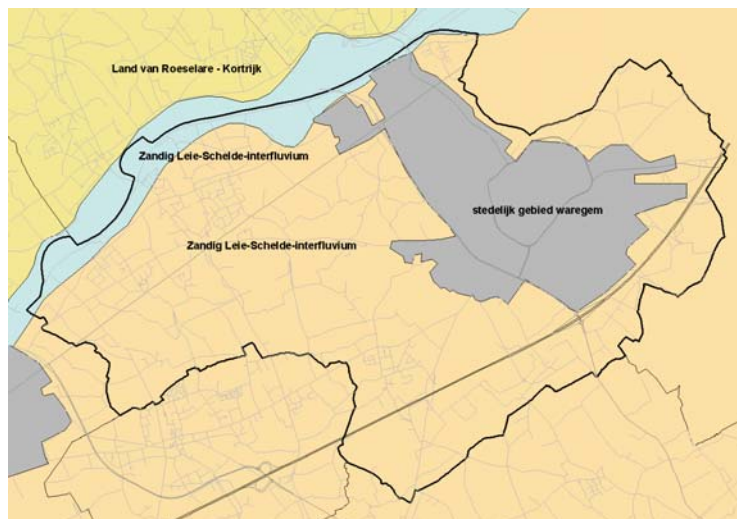 Land van Roeselare - Kortrijk
Zandig Leie-Schelde-interfluvium
stedelijk gebied waregem
Zandig Leie-Schelde-interfluvium